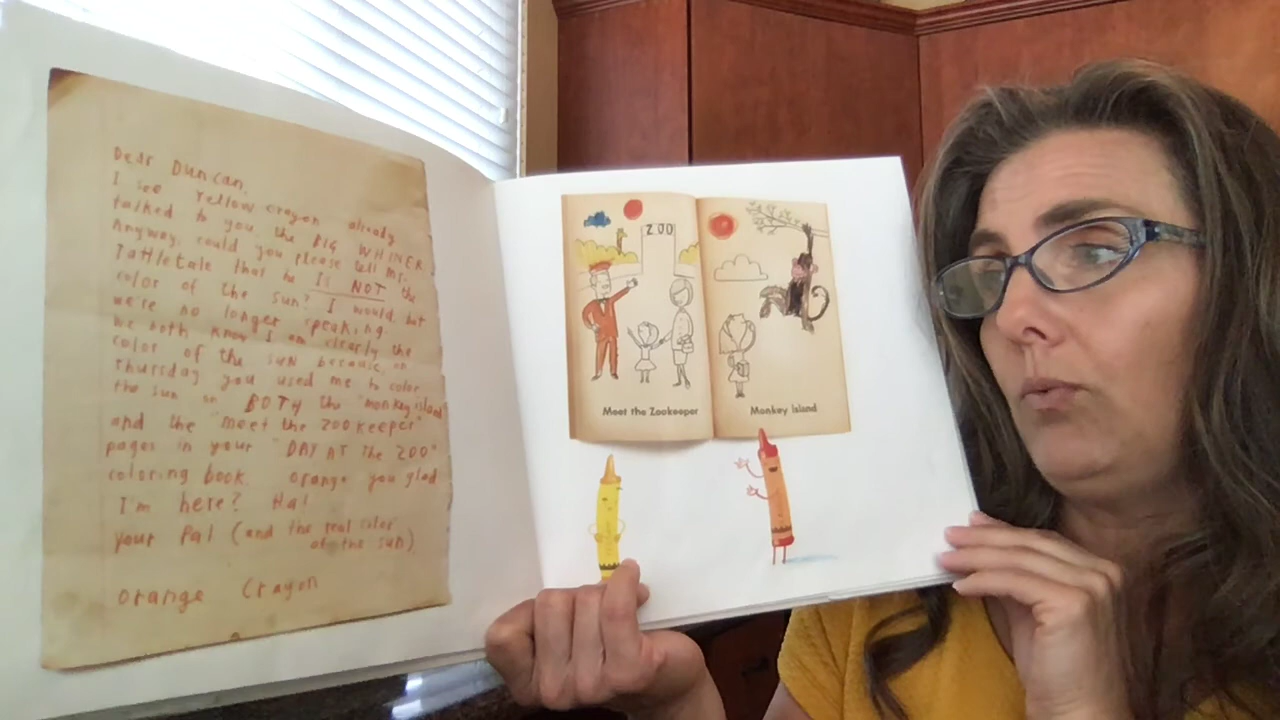 Dear Duncan,
I see Yellow Crayon already
talked to you, the BIG WHINER.
Anyway, could you please tell Mr.
Tattletale that he IS NOT the
color of the sun? I would, but
we're no longer speaking.
We both know I am clearly the
color of the sun because, on
Thursday you used me to color
the sun on BOTH the "monkey island"
and the "meet the ZOO keeper"
pages in your "DAY AT THE ZOO"
coloring book. Orange you glad
I'm here? Ha!
your Pal (and the real color
of the sun)
orange Crayon
ZOO
Meet the Zookeeper
Monkey Island